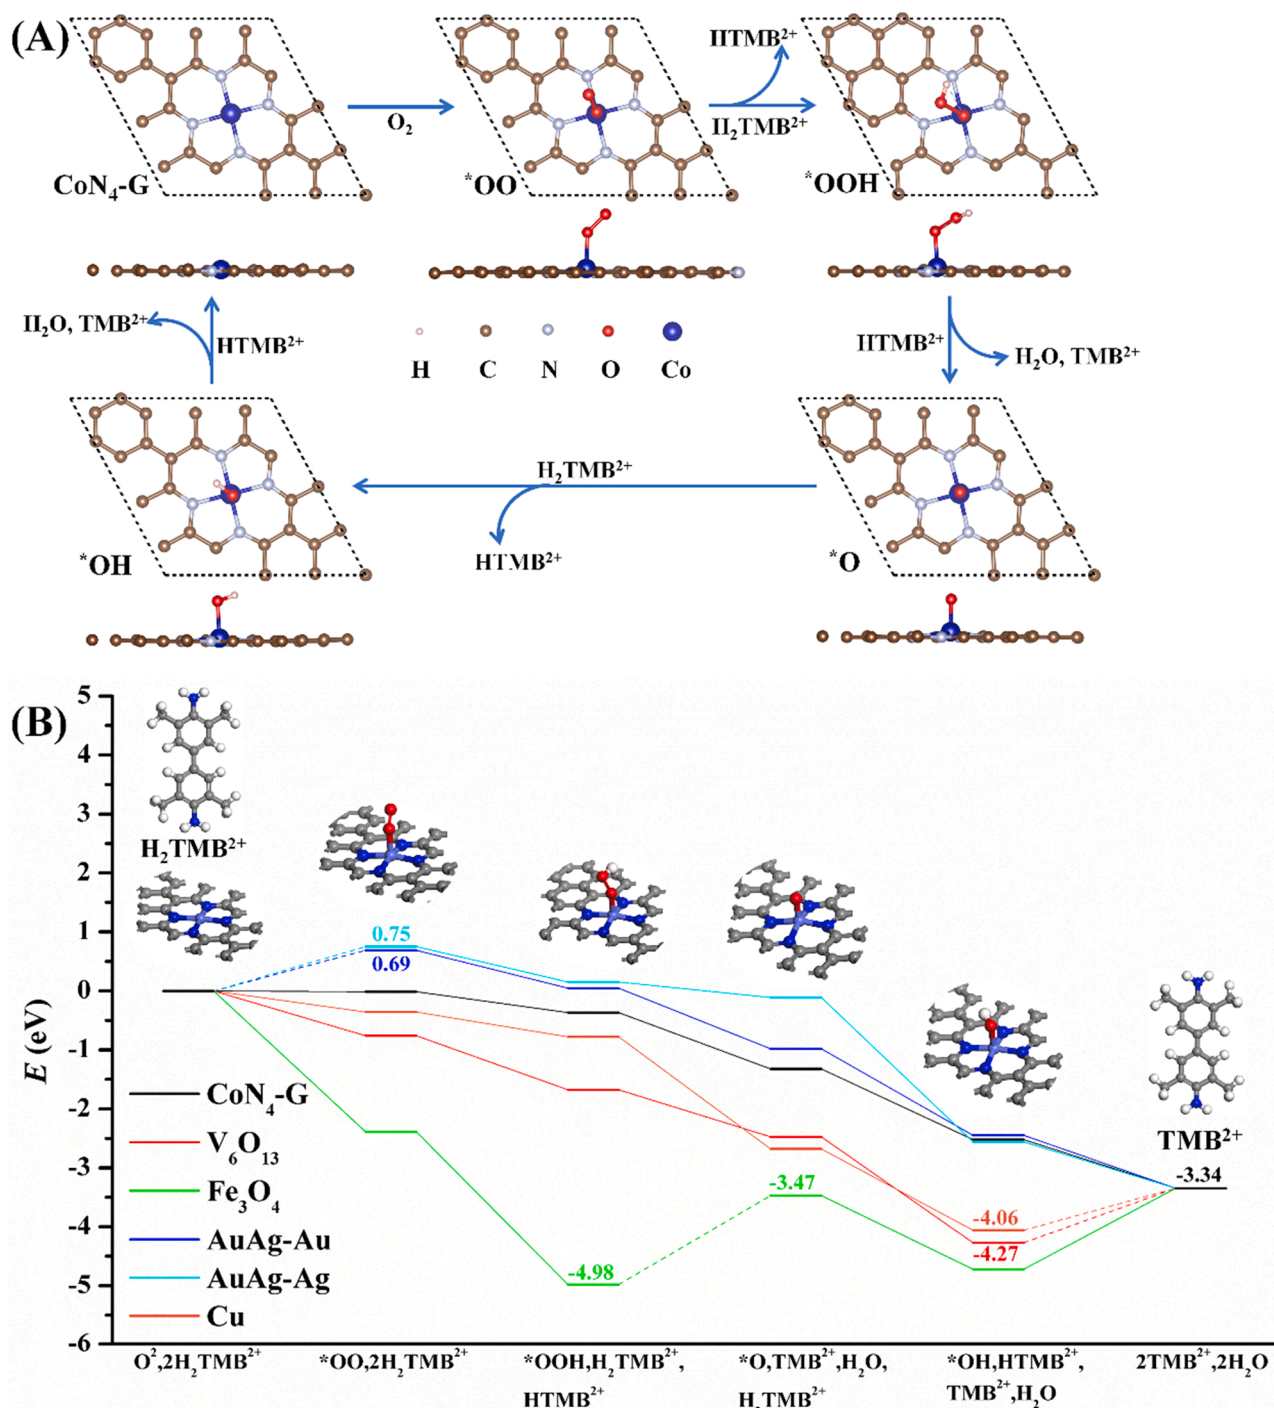 (A)
CoN₄-G
O₂
*OO
HTMB²⁺
H₂TMB²⁺
*OOH
H₂O, TMB²⁺
HTMB²⁺
HTMB²⁺
H₂O, TMB²⁺
H C N O Co
*OH
H₂TMB²⁺
HTMB²⁺
*O
(B)
E (eV)
5
4
3
2
1
0
-1
-2
-3
-4
-5
-6
H₂TMB²⁺
0.75
0.69
-4.98
-3.47
-4.06
-4.27
TMB²⁺
-3.34
CoN₄-G
V₆O₁₃
Fe₃O₄
AuAg-Au
AuAg-Ag
Cu
O²,2H₂TMB²⁺
*OO,2H₂TMB²⁺
*OOH,H₂TMB²⁺,
HTMB²⁺
*O,TMB²⁺,H₂O,
H₂TMB²⁺
*OH,HTMB²⁺,
TMB²⁺,H₂O
2TMB²⁺,2H₂O